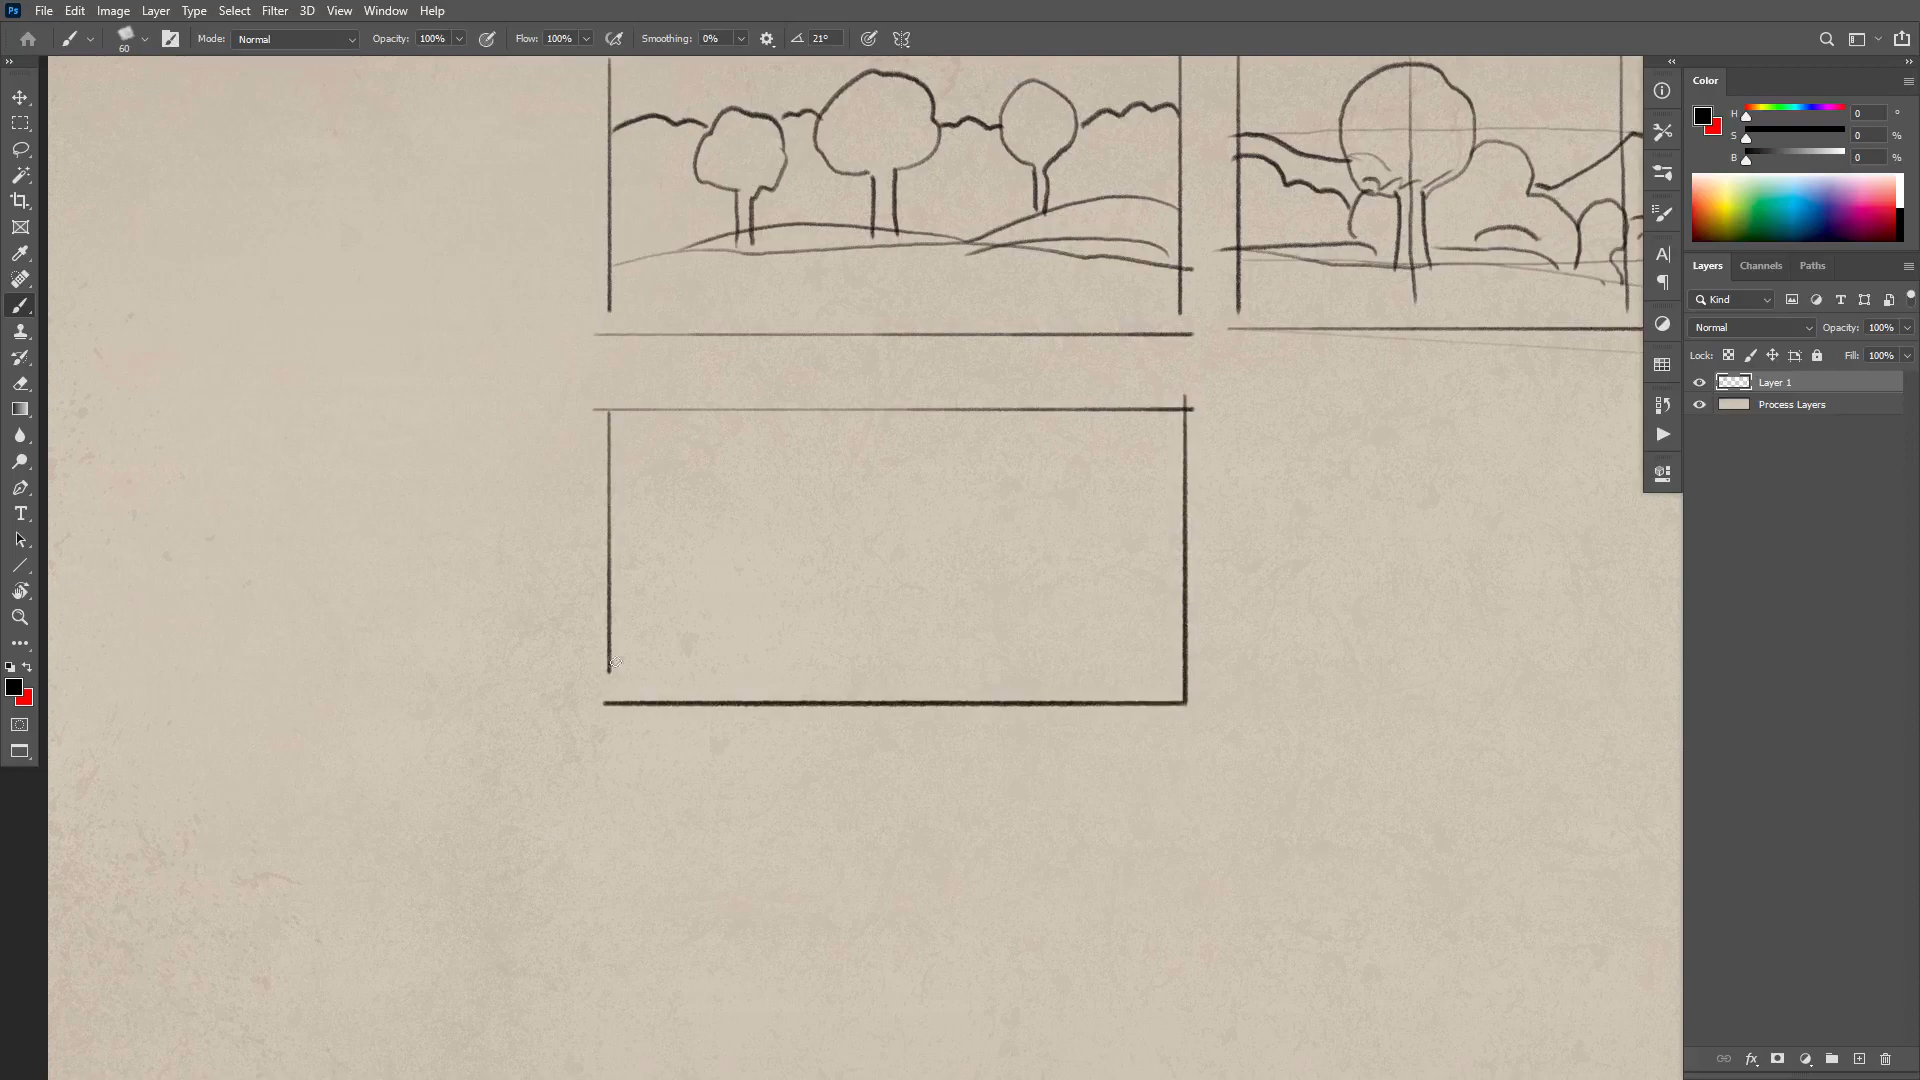 Ps File Edit Image Layer Type Select Filter 3D View Window Help
60 Mode: Normal Opacity: 100% Flow: 100% Smoothing: 0% 21°
Color
H 0 °
S 0 %
B 0 %
Layers Channels Paths
Kind
Normal Opacity: 100%
Lock: Fill: 100%
Layer 1
Process Layers